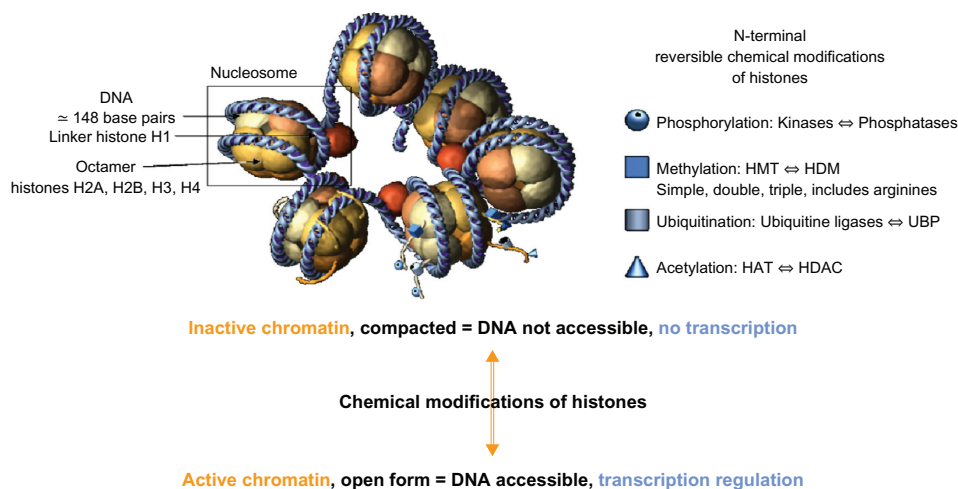 N-terminal
reversible chemical modifications
of histones
Nucleosome
DNA
≃ 148 base pairs
Linker histone H1
Octamer
histones H2A, H2B, H3, H4
Phosphorylation: Kinases ⇔ Phosphatases
Methylation: HMT ⇔ HDM
Simple, double, triple, includes arginines
Ubiquitination: Ubiquitine ligases ⇔ UBP
Acetylation: HAT ⇔ HDAC
Inactive chromatin, compacted = DNA not accessible, no transcription
Chemical modifications of histones
Active chromatin, open form = DNA accessible, transcription regulation